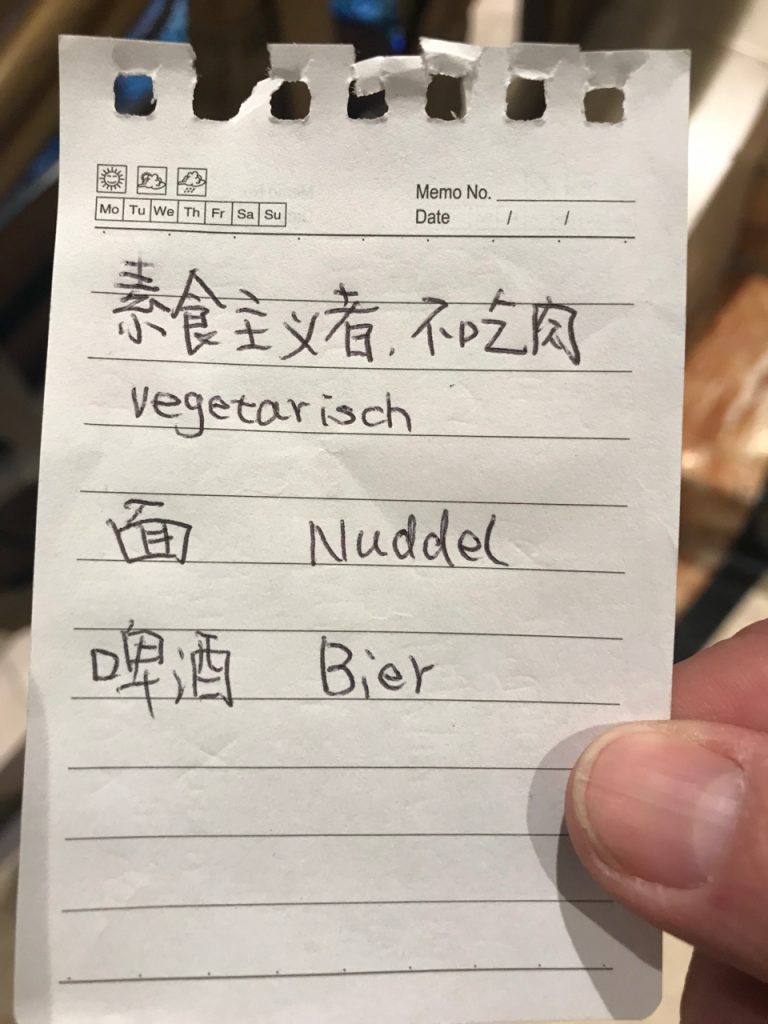 Mo Tu We Th Fr Sa Su
Memo No.
Date / /
素食主义者,不吃肉
vegetarisch
面 Nuddel
啤酒 Bier